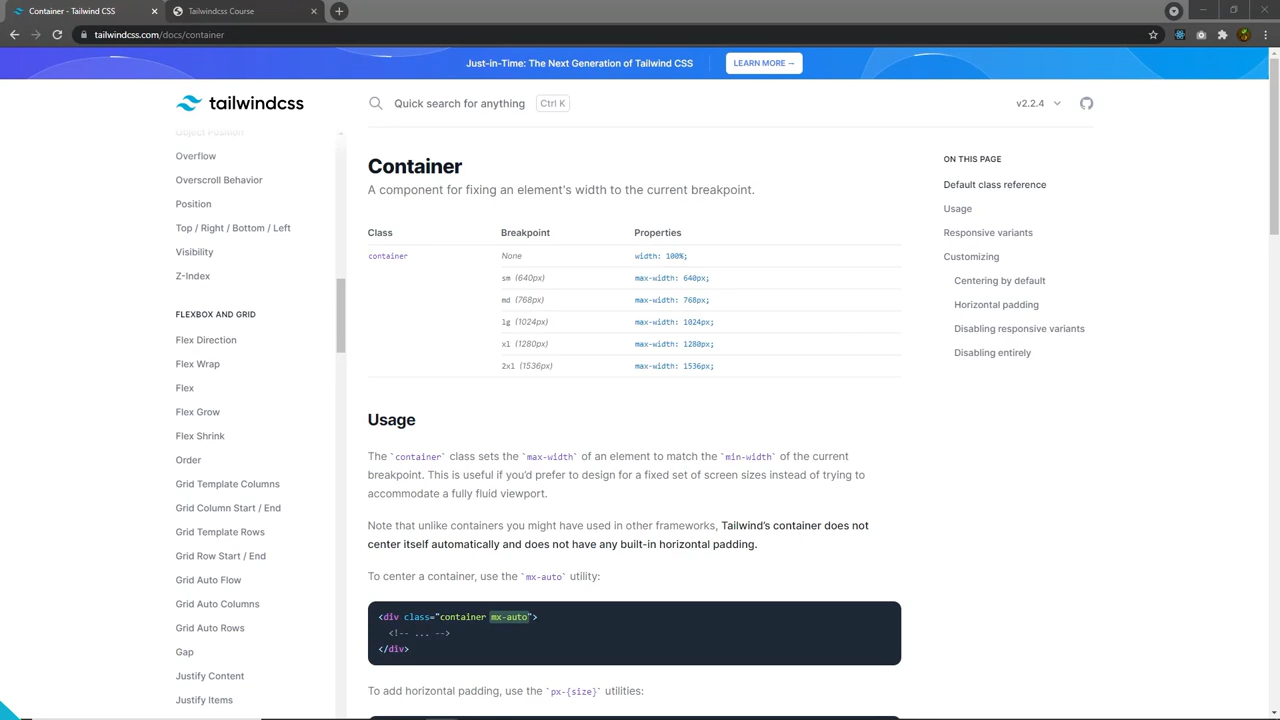 Container - Tailwind CSS
Tailwind Course
tailwindcss.com/docs/container
Just-in-Time: The Next Generation of Tailwind CSS
LEARN MORE →
tailwindcss
Quick search for anything
Ctrl K
v2.2.4
Object Position
Overflow
Overscroll Behavior
Position
Top / Right / Bottom / Left
Visibility
Z-Index
FLEXBOX AND GRID
Flex Direction
Flex Wrap
Flex
Flex Grow
Flex Shrink
Order
Grid Template Columns
Grid Column Start / End
Grid Template Rows
Grid Row Start / End
Grid Auto Flow
Grid Auto Columns
Grid Auto Rows
Gap
Justify Content
Justify Items
Container
A component for fixing an element's width to the current breakpoint.
Class Breakpoint Properties
container None width: 100%;
sm (640px) max-width: 640px;
md (768px) max-width: 768px;
lg (1024px) max-width: 1024px;
xl (1280px) max-width: 1280px;
2xl (1536px) max-width: 1536px;
Usage
The `container` class sets the `max-width` of an element to match the `min-width` of the current
breakpoint. This is useful if you'd prefer to design for a fixed set of screen sizes instead of trying to
accommodate a fully fluid viewport.
Note that unlike containers you might have used in other frameworks, Tailwind's container does not
center itself automatically and does not have any built-in horizontal padding.
To center a container, use the `mx-auto` utility:
<div class="container mx-auto">
<!-- ... -->
</div>
To add horizontal padding, use the `px-{size}` utilities:
ON THIS PAGE
Default class reference
Usage
Responsive variants
Customizing
Centering by default
Horizontal padding
Disabling responsive variants
Disabling entirely